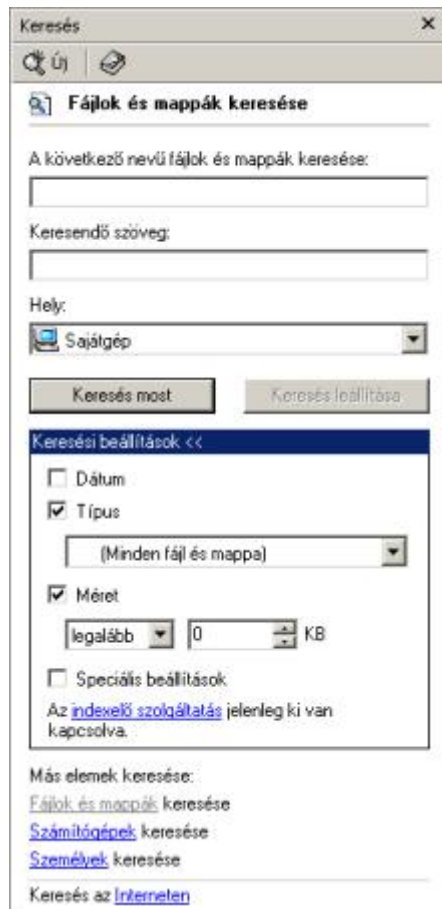 Keresés
Új
Fájlok és mappák keresése
A következő nevű fájlok és mappák keresése:
Keresendő szöveg:
Hely:
Sajátgép
Keresés most Keresés leállítása
Keresési beállítások <<
Dátum
Típus
(Minden fájl és mappa)
Méret
legalább 0 KB
Speciális beállítások
Az indexelő szolgáltatás jelenleg ki van
kapcsolva.
Más elemek keresése:
Fájlok és mappák keresése
Számítógépek keresése
Személyek keresése
Keresés az Interneten